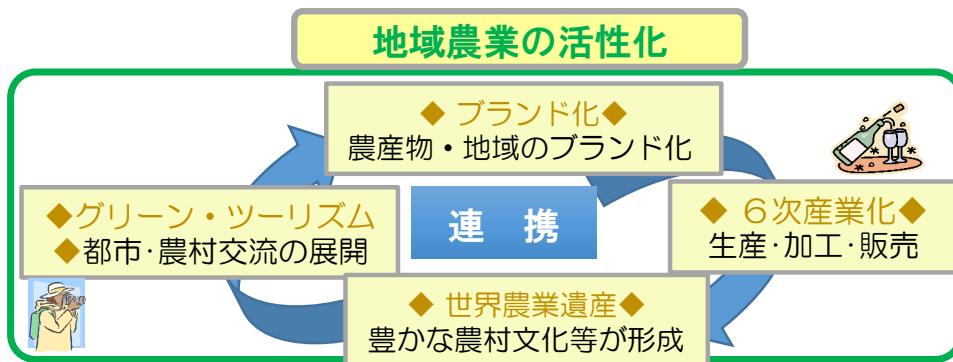 地域農業の活性化
◆ ブランド化◆
農産物・地域のブランド化
◆グリーン・ツーリズム
◆都市・農村交流の展開
連 携
◆ 6次産業化◆
生産・加工・販売
◆ 世界農業遺産◆
豊かな農村文化等が形成